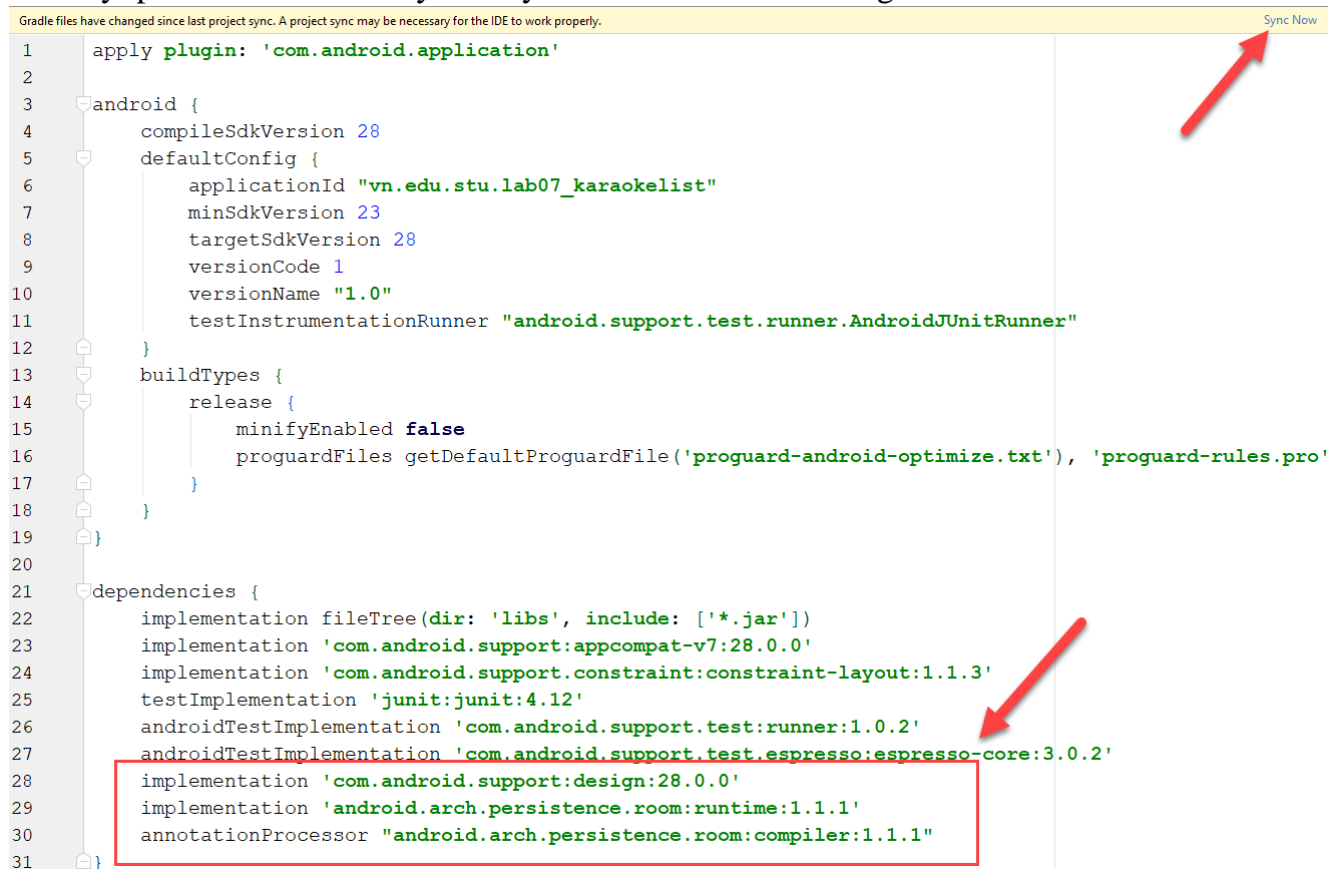 Gradle files have changed since last project sync. A project sync may be necessary for the IDE to work properly. Sync Now
1 apply plugin: 'com.android.application'
2
3 android {
4 compileSdkVersion 28
5 defaultConfig {
6 applicationId "vn.edu.stu.lab07_karaokelist"
7 minSdkVersion 23
8 targetSdkVersion 28
9 versionCode 1
10 versionName "1.0"
11 testInstrumentationRunner "android.support.test.runner.AndroidJUnitRunner"
12 }
13 buildTypes {
14 release {
15 minifyEnabled false
16 proguardFiles getDefaultProguardFile('proguard-android-optimize.txt'), 'proguard-rules.pro'
17 }
18 }
19 }
20
21 dependencies {
22 implementation fileTree(dir: 'libs', include: ['*.jar'])
23 implementation 'com.android.support:appcompat-v7:28.0.0'
24 implementation 'com.android.support.constraint:constraint-layout:1.1.3'
25 testImplementation 'junit:junit:4.12'
26 androidTestImplementation 'com.android.support.test:runner:1.0.2'
27 androidTestImplementation 'com.android.support.test.espresso:espresso-core:3.0.2'
28 implementation 'com.android.support:design:28.0.0'
29 implementation 'android.arch.persistence.room:runtime:1.1.1'
30 annotationProcessor "android.arch.persistence.room:compiler:1.1.1"
31 }